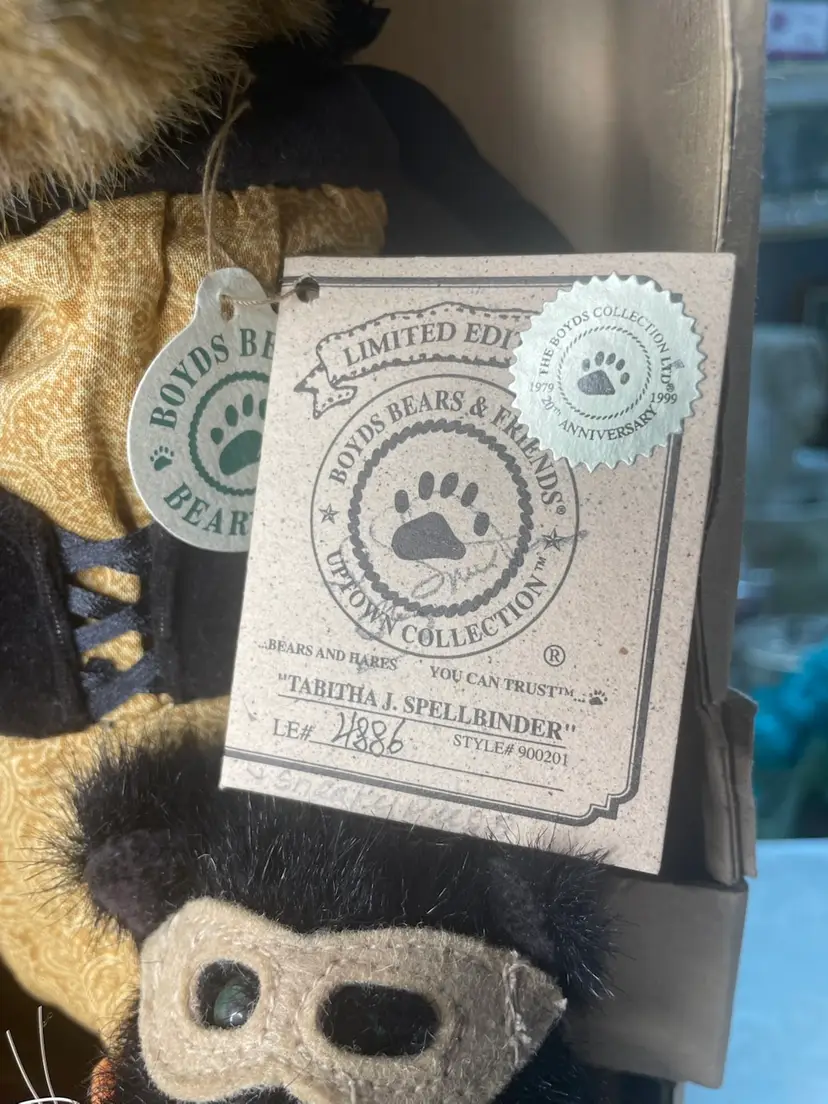 BOYDS BE
BEAR
LIMITED EDI
THE BOYDS COLLECTION LTD®
1979 1999
20TH ANNIVERSARY
BOYDS BEARS & FRIENDS®
UPTOWN COLLECTION™
®
...BEARS AND HARES YOU CAN TRUST™...
"TABITHA J. SPELLBINDER"
LE# 4886 STYLE# 900201